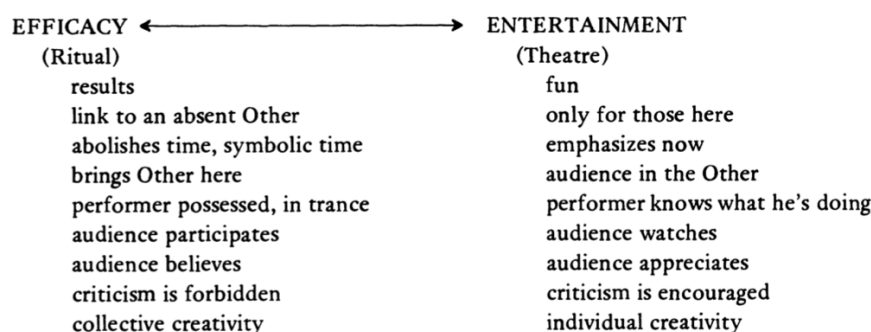 EFFICACY ENTERTAINMENT
(Ritual) (Theatre)
results fun
link to an absent Other only for those here
abolishes time, symbolic time emphasizes now
brings Other here audience in the Other
performer possessed, in trance performer knows what he's doing
audience participates audience watches
audience believes audience appreciates
criticism is forbidden criticism is encouraged
collective creativity individual creativity